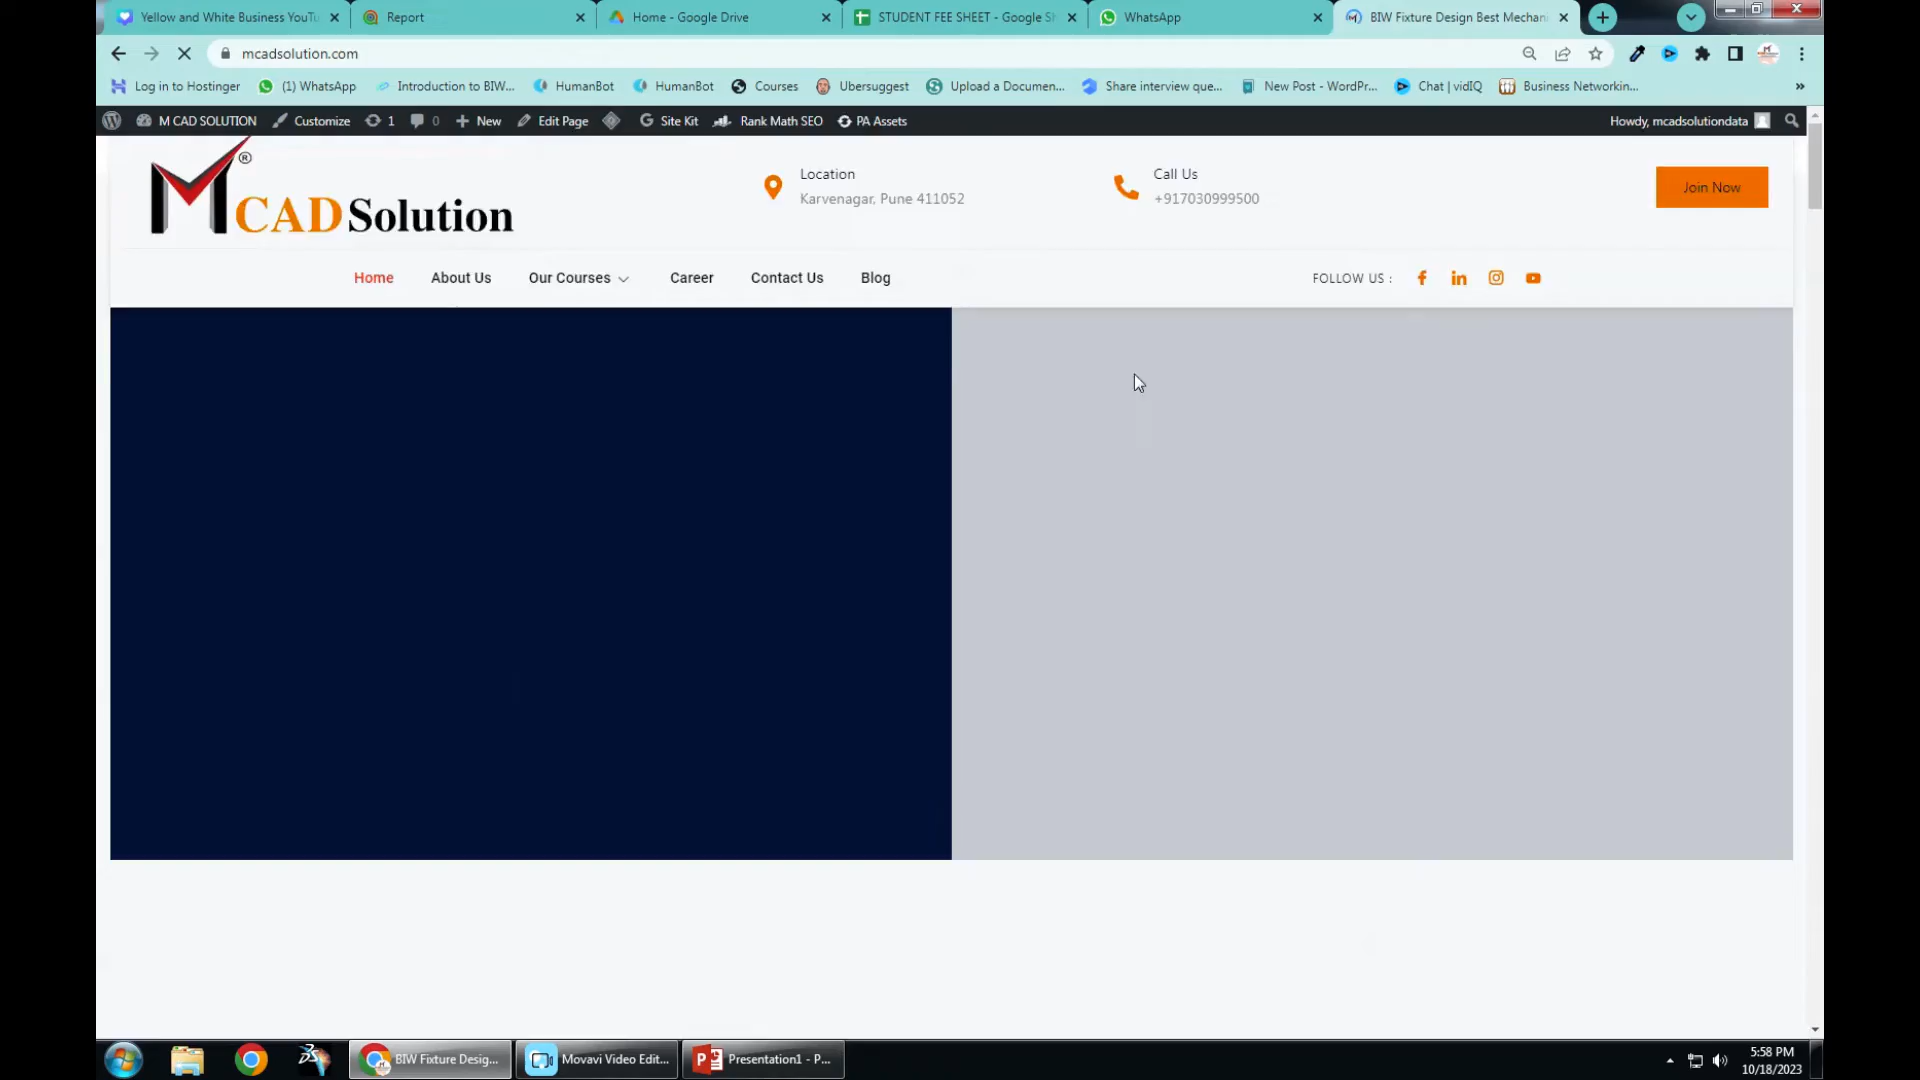 Yellow and White Business YouTu
Report
Home - Google Drive
STUDENT FEE SHEET - Google Sh
WhatsApp
BIW Fixture Design Best Mechani
mcadsolution.com
Log in to Hostinger
(1) WhatsApp
Introduction to BIW...
HumanBot
HumanBot
Courses
Ubersuggest
Upload a Documen...
Share interview que...
New Post - WordPr...
Chat | vidIQ
Business Networkin...
»
M CAD SOLUTION
Customize
1
0
New
Edit Page
Site Kit
Rank Math SEO
PA Assets
Howdy, mcadsolutiondata
M CAD Solution ®
Location
Karvenagar, Pune 411052
Call Us
+917030999500
Join Now
Home
About Us
Our Courses
Career
Contact Us
Blog
FOLLOW US :
BIW Fixture Desig...
Movavi Video Edit...
Presentation1 - P...
5:58 PM
10/18/2023